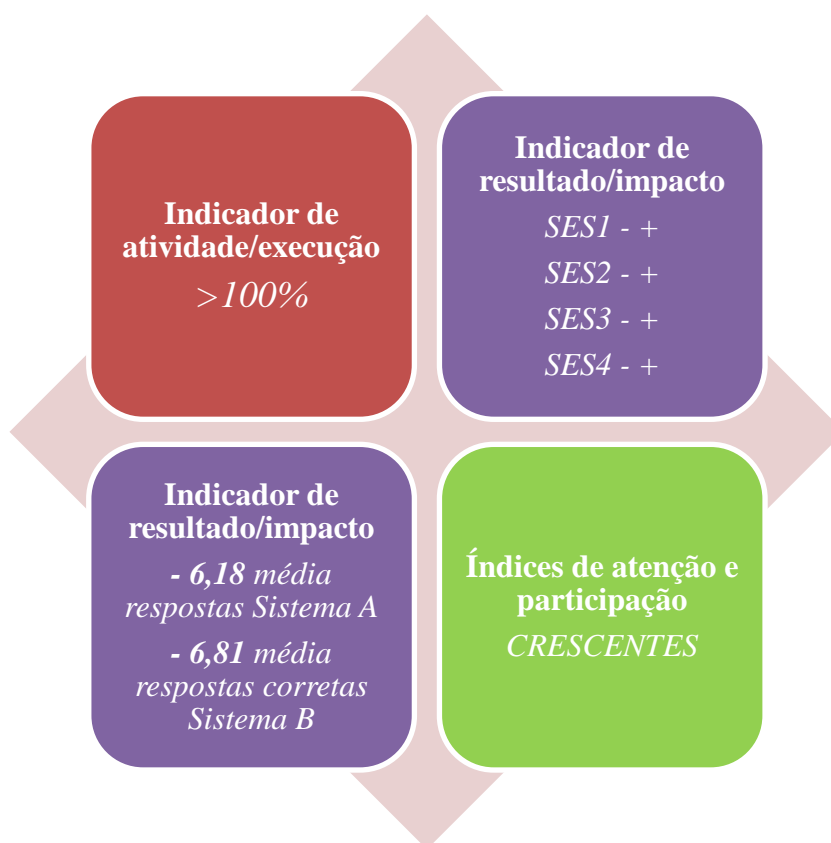 Indicador de
atividade/execução
>100%
Indicador de
resultado/impacto
SES1 - +
SES2 - +
SES3 - +
SES4 - +
Indicador de
resultado/impacto
- 6,18 média
respostas Sistema A
- 6,81 média
respostas corretas
Sistema B
Índices de atenção e
participação
CRESCENTES